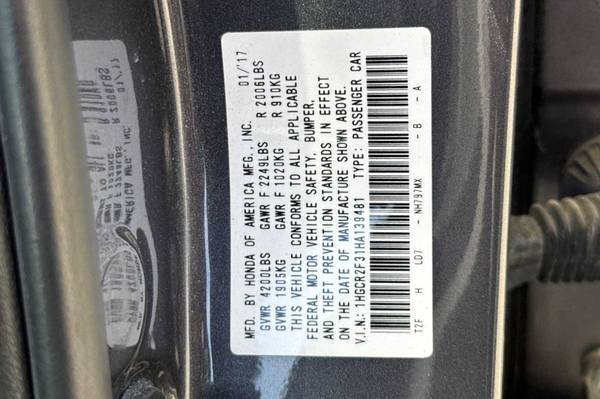 MFD. BY HONDA OF AMERICA MFG., INC. 01/'17
GVWR 4200LBS GAWR F 2249LBS R 2006LBS
GVWR 1905KG GAWR F 1020KG R 910KG
THIS VEHICLE CONFORMS TO ALL APPLICABLE
FEDERAL MOTOR VEHICLE SAFETY, BUMPER,
AND THEFT PREVENTION STANDARDS IN EFFECT
ON THE DATE OF MANUFACTURE SHOWN ABOVE.
V.I.N.: 1HGCR2F31HA139481 TYPE: PASSENGER CAR
T2F H LD7 - NH797MX - B - A